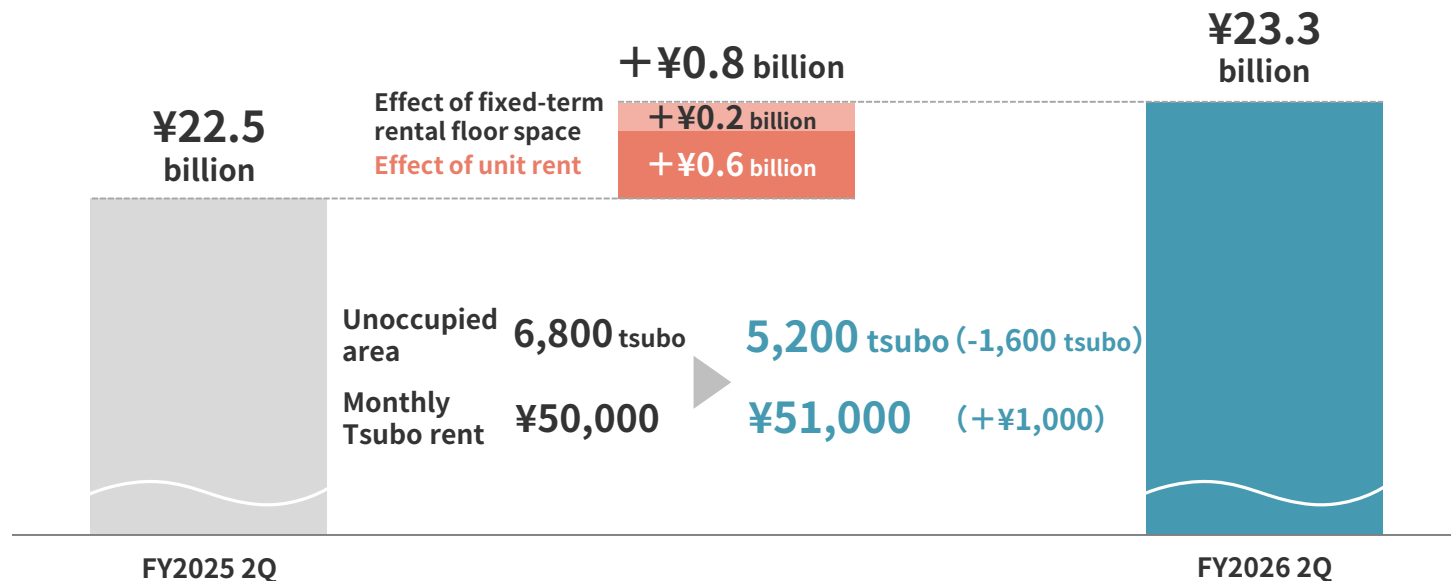 ¥23.3
billion
+¥0.8 billion
Effect of fixed-term
rental floor space
+¥0.2 billion
¥22.5
billion
Effect of unit rent
+¥0.6 billion
Unoccupied
area
6,800 tsubo
5,200 tsubo (-1,600 tsubo)
Monthly
Tsubo rent
¥50,000
¥51,000 (+¥1,000)
FY2025 2Q
FY2026 2Q